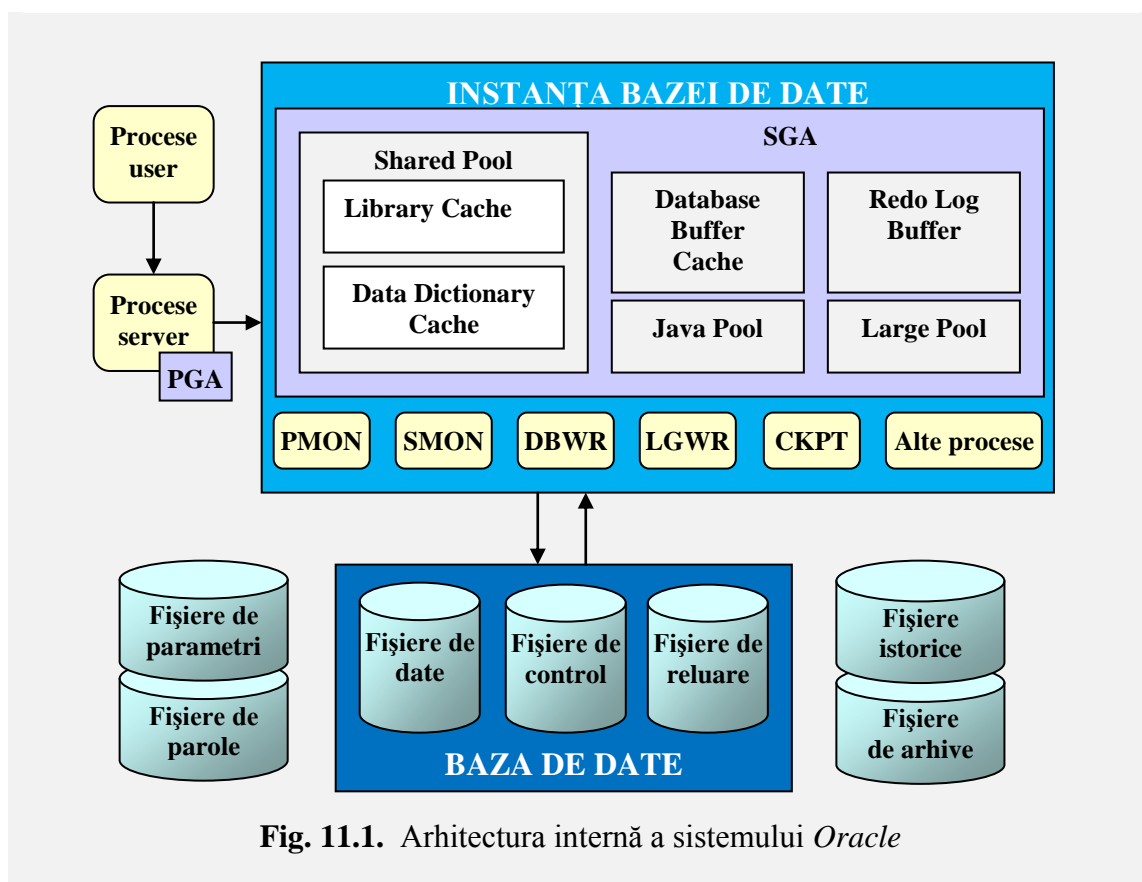 INSTANȚA BAZEI DE DATE
Procese
user
Procese
server
PGA
SGA
Shared Pool
Library Cache
Data Dictionary
Cache
Database
Buffer
Cache
Redo Log
Buffer
Java Pool
Large Pool
PMON
SMON
DBWR
LGWR
CKPT
Alte procese
Fişiere de
parametri
Fişiere de
parole
Fişiere de
date
Fişiere de
control
Fişiere de
reluare
BAZA DE DATE
Fişiere
istorice
Fişiere
de arhive
Fig. 11.1. Arhitectura internă a sistemului Oracle